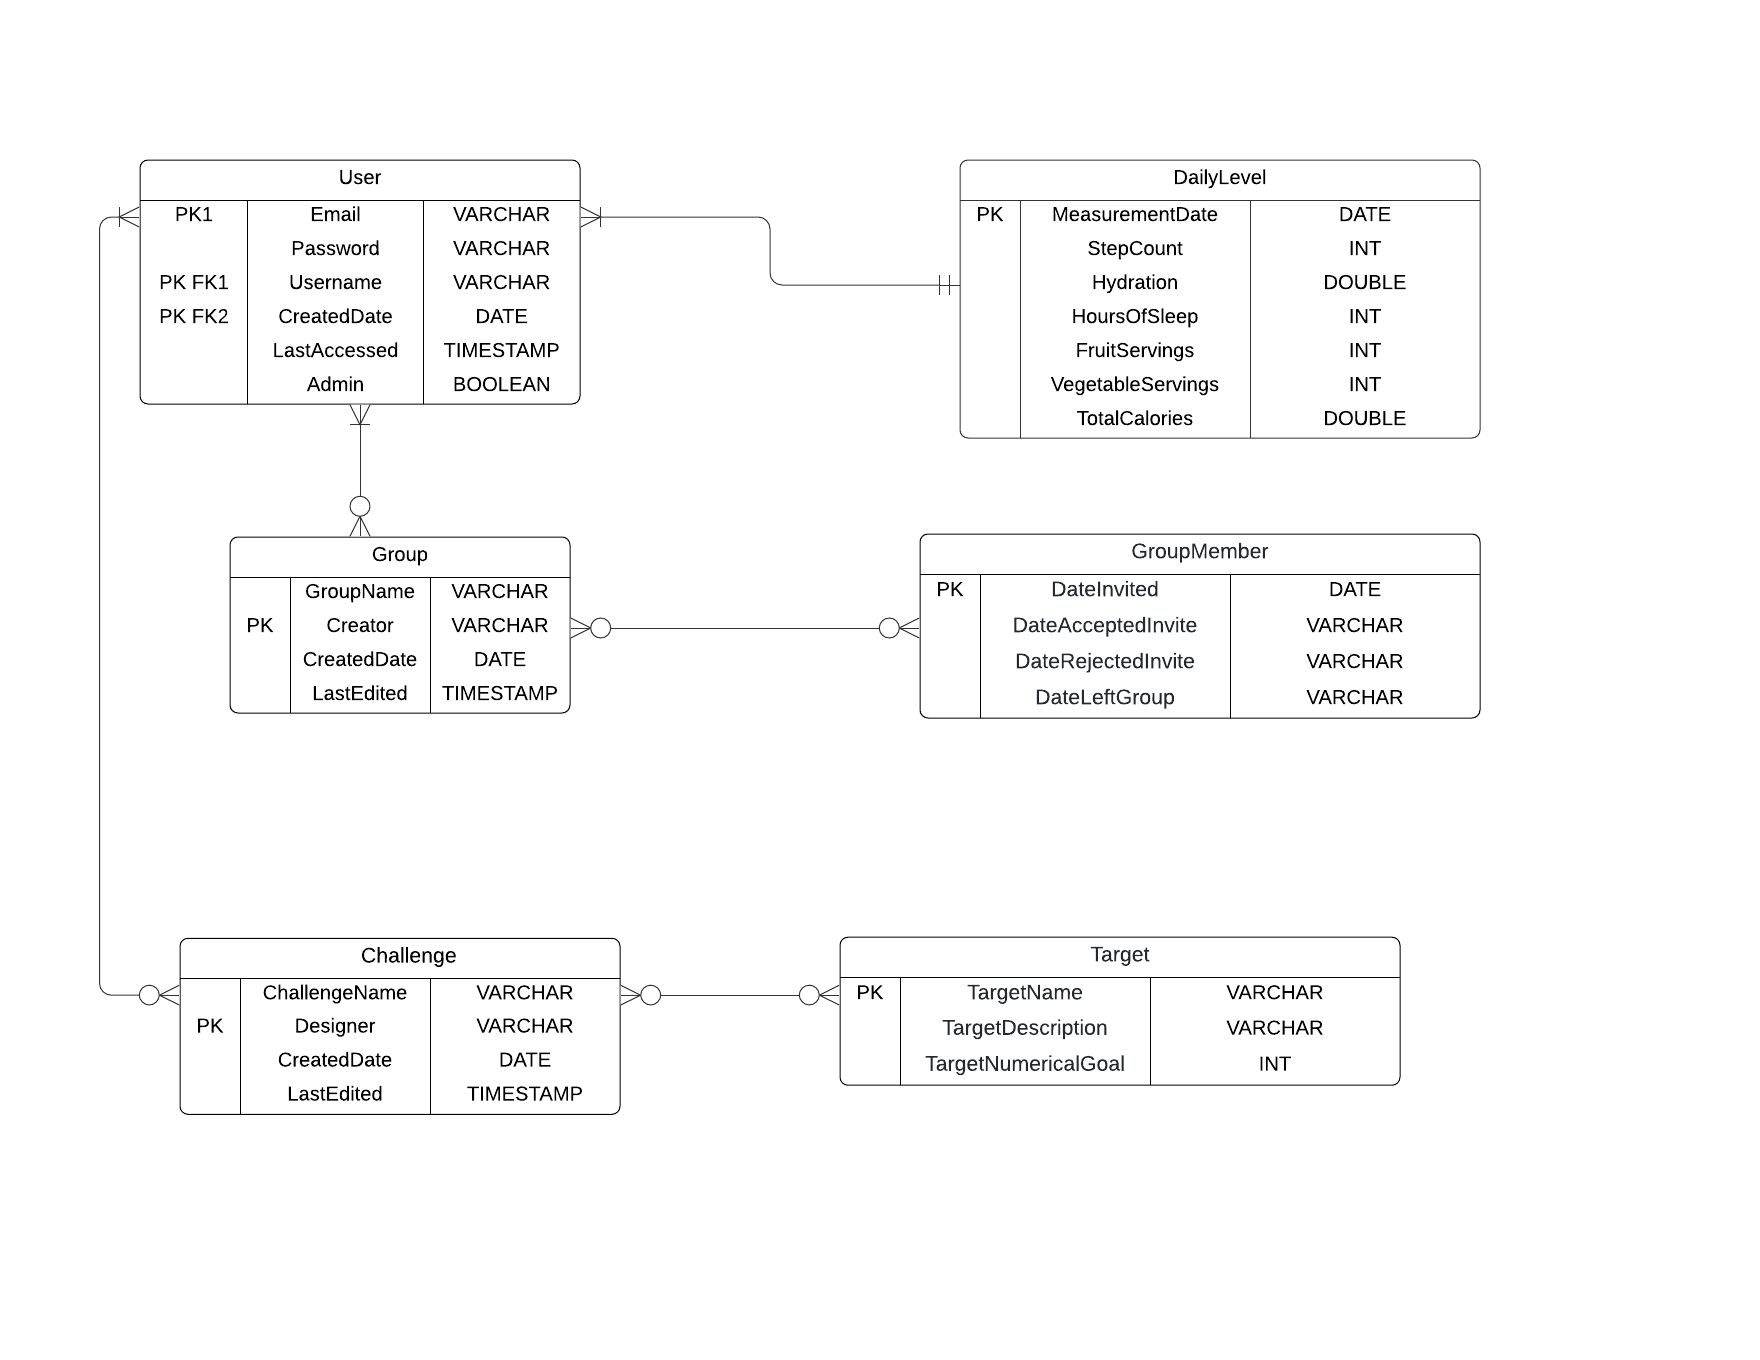 User
PK1 Email VARCHAR
Password VARCHAR
PK FK1 Username VARCHAR
PK FK2 CreatedDate DATE
LastAccessed TIMESTAMP
Admin BOOLEAN
DailyLevel
PK MeasurementDate DATE
StepCount INT
Hydration DOUBLE
HoursOfSleep INT
FruitServings INT
VegetableServings INT
TotalCalories DOUBLE
Group
GroupName VARCHAR
PK Creator VARCHAR
CreatedDate DATE
LastEdited TIMESTAMP
GroupMember
PK DateInvited DATE
DateAcceptedInvite VARCHAR
DateRejectedInvite VARCHAR
DateLeftGroup VARCHAR
Challenge
ChallengeName VARCHAR
PK Designer VARCHAR
CreatedDate DATE
LastEdited TIMESTAMP
Target
PK TargetName VARCHAR
TargetDescription VARCHAR
TargetNumericalGoal INT